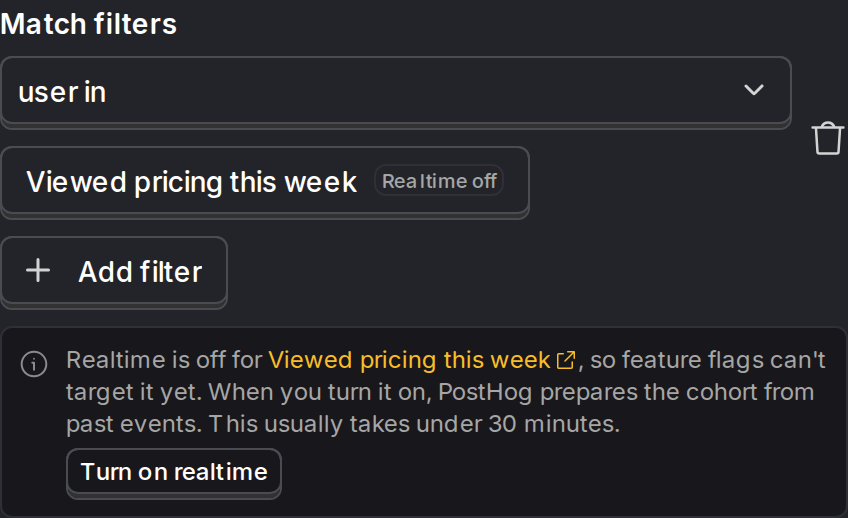 Match filters
user in
Viewed pricing this week Realtime off
Add filter
Realtime is off for Viewed pricing this week, so feature flags can't
target it yet. When you turn it on, PostHog prepares the cohort from
past events. This usually takes under 30 minutes.
Turn on realtime